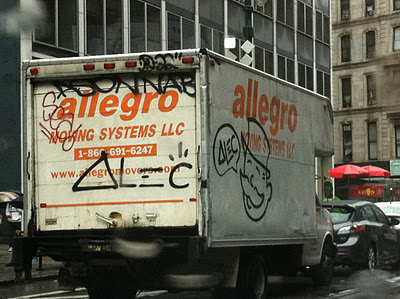 allegro
MOVING SYSTEMS LLC
1-866-691-6247
www.allegromovers.com
ALEC
allegro
MOVING SYSTEMS LLC
ALEC